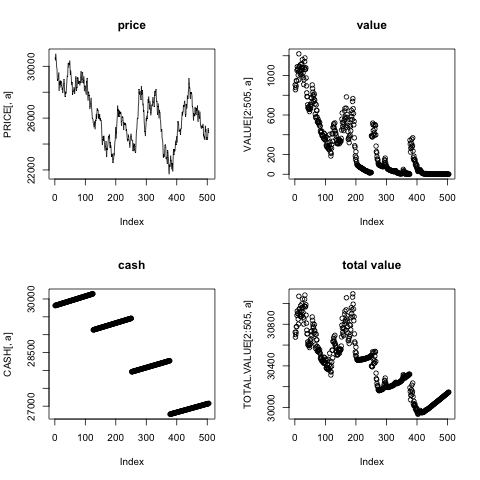 price
PRICE[, a]
22000 26000 30000
0 100 200 300 400 500
Index
value
VALUE[2:505, a]
0 200 400 600 1000
0 100 200 300 400 500
Index
cash
CASH[, a]
27000 28500 30000
0 100 200 300 400 500
Index
total value
TOTAL.VALUE[2:505, a]
30000 30400 30800
0 100 200 300 400 500
Index